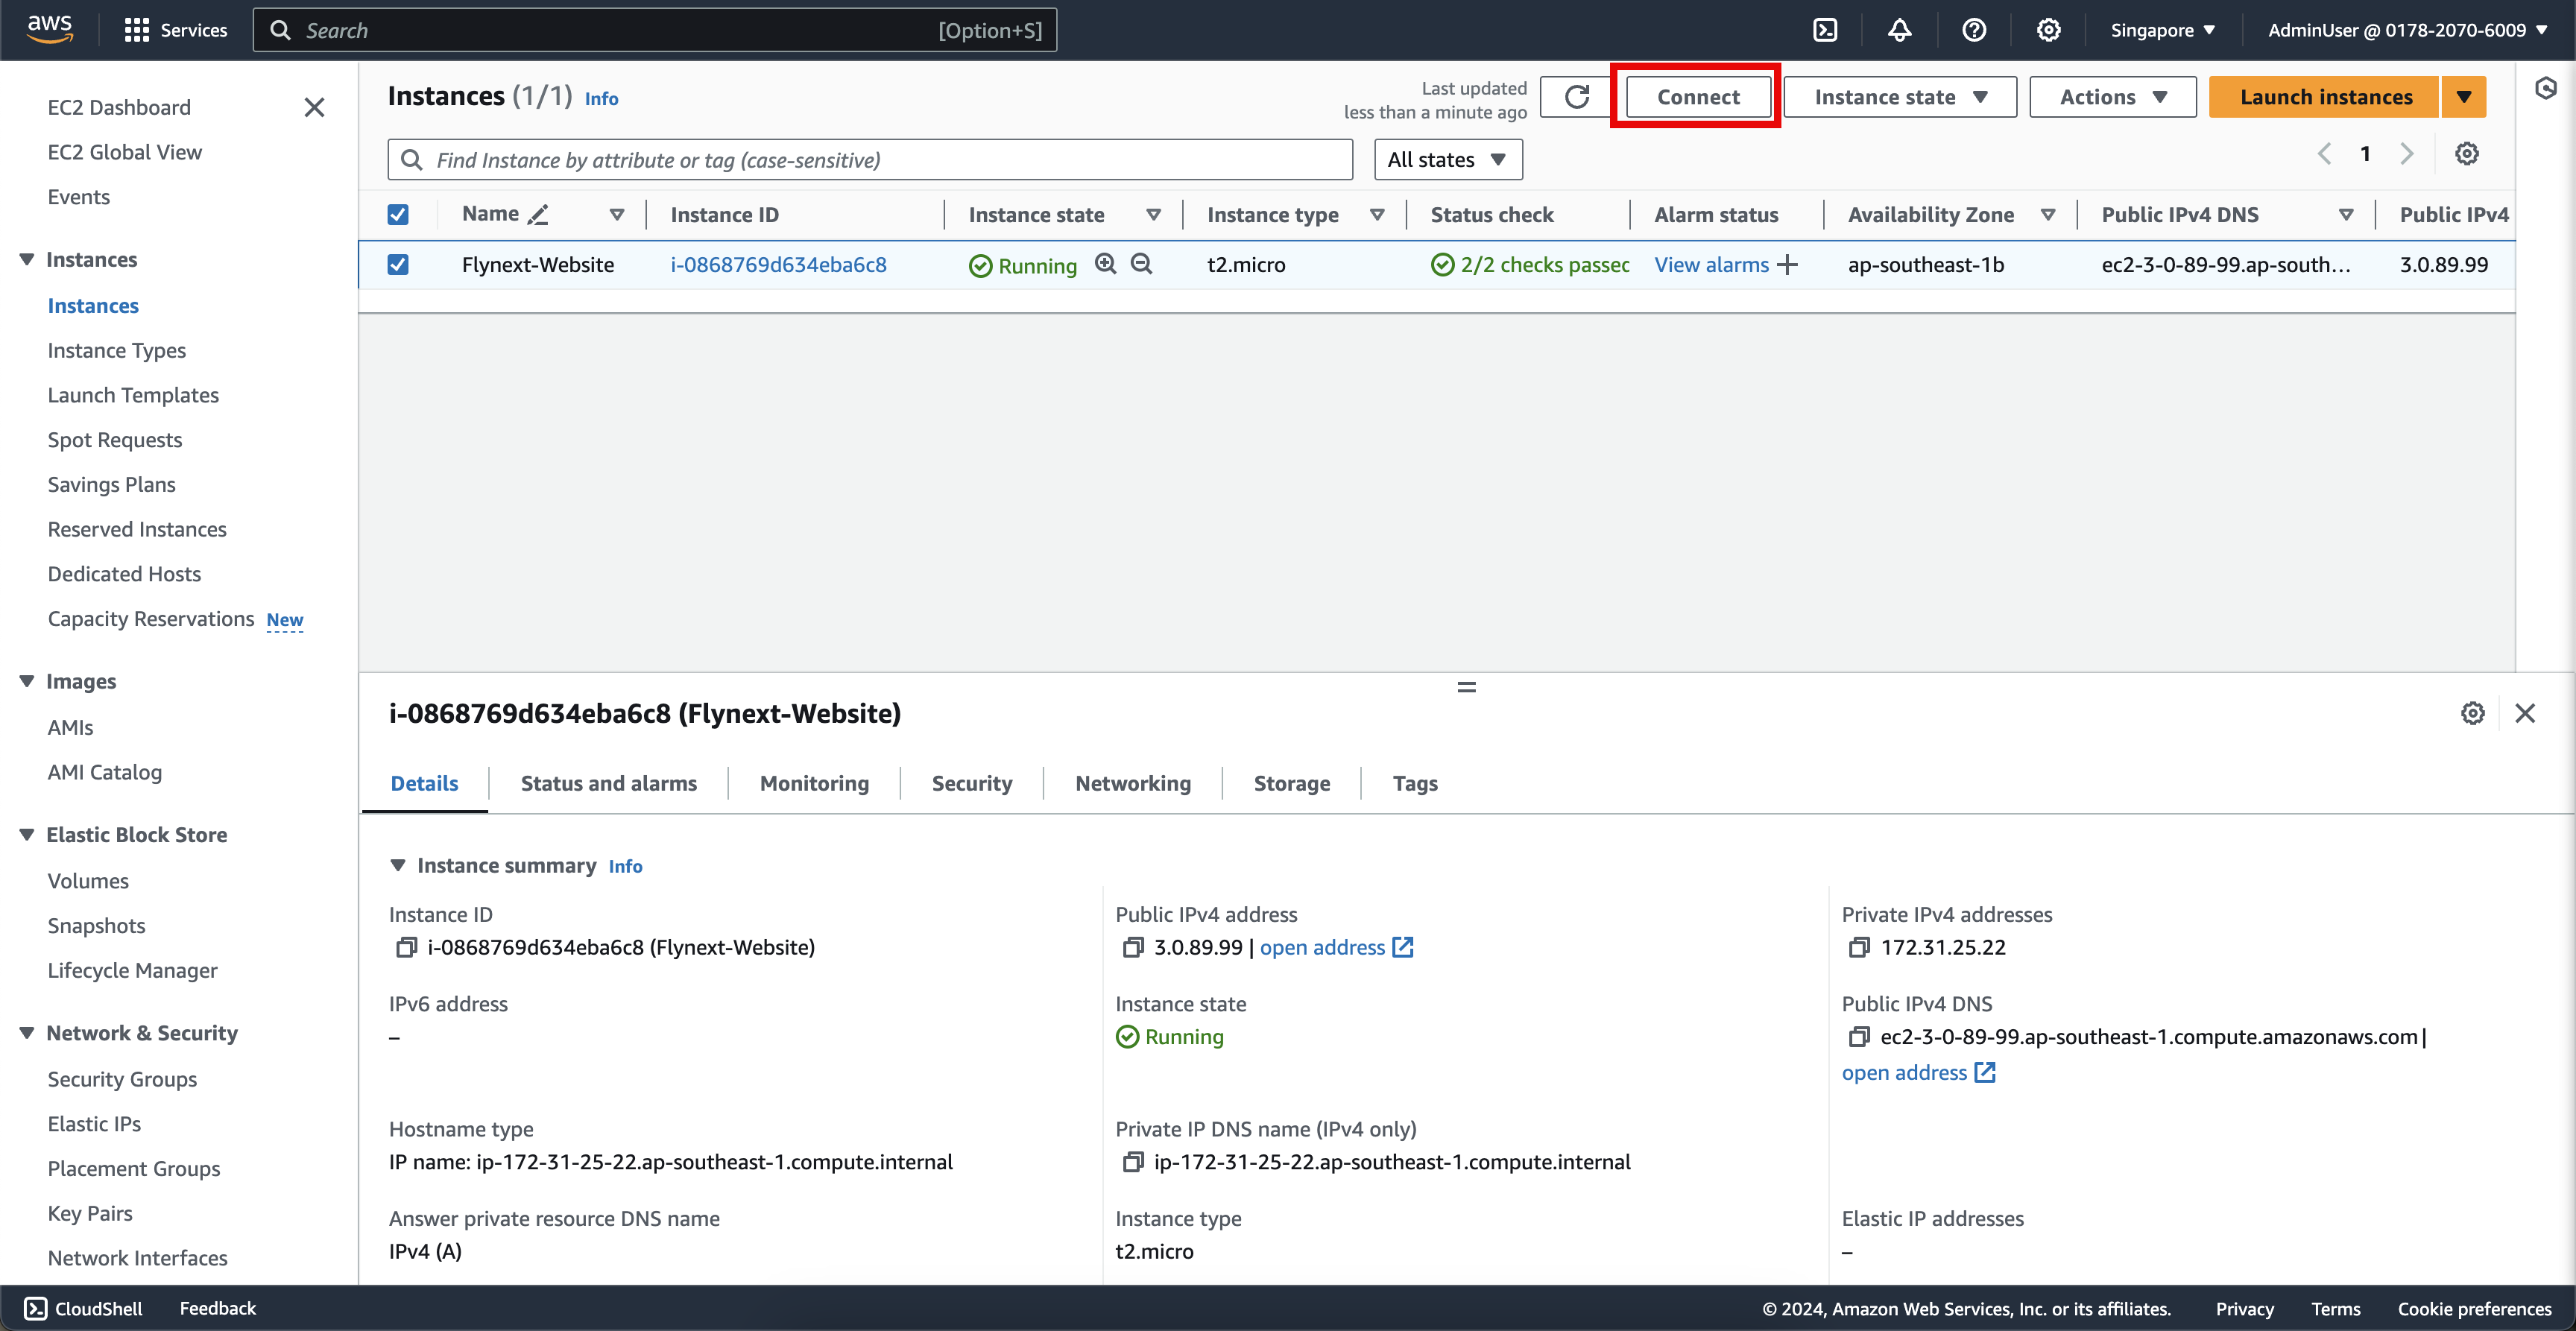 aws
Services
Search
[Option+S]
Singapore
AdminUser @ 0178-2070-6009
EC2 Dashboard
EC2 Global View
Events
Instances
Instances
Instance Types
Launch Templates
Spot Requests
Savings Plans
Reserved Instances
Dedicated Hosts
Capacity Reservations New
Images
AMIs
AMI Catalog
Elastic Block Store
Volumes
Snapshots
Lifecycle Manager
Network & Security
Security Groups
Elastic IPs
Placement Groups
Key Pairs
Network Interfaces
Instances (1/1) Info
Last updated
less than a minute ago
Connect
Instance state
Actions
Launch instances
Find Instance by attribute or tag (case-sensitive)
All states
1
Name Instance ID Instance state Instance type Status check Alarm status Availability Zone Public IPv4 DNS Public IPv4
Flynext-Website i-0868769d634eba6c8 Running t2.micro 2/2 checks passed View alarms ap-southeast-1b ec2-3-0-89-99.ap-south… 3.0.89.99
i-0868769d634eba6c8 (Flynext-Website)
Details Status and alarms Monitoring Security Networking Storage Tags
Instance summary Info
Instance ID
i-0868769d634eba6c8 (Flynext-Website)
Public IPv4 address
3.0.89.99 | open address
Private IPv4 addresses
172.31.25.22
IPv6 address
–
Instance state
Running
Public IPv4 DNS
ec2-3-0-89-99.ap-southeast-1.compute.amazonaws.com |
open address
Hostname type
IP name: ip-172-31-25-22.ap-southeast-1.compute.internal
Private IP DNS name (IPv4 only)
ip-172-31-25-22.ap-southeast-1.compute.internal
Answer private resource DNS name
IPv4 (A)
Instance type
t2.micro
Elastic IP addresses
–
CloudShell
Feedback
© 2024, Amazon Web Services, Inc. or its affiliates.
Privacy
Terms
Cookie preferences